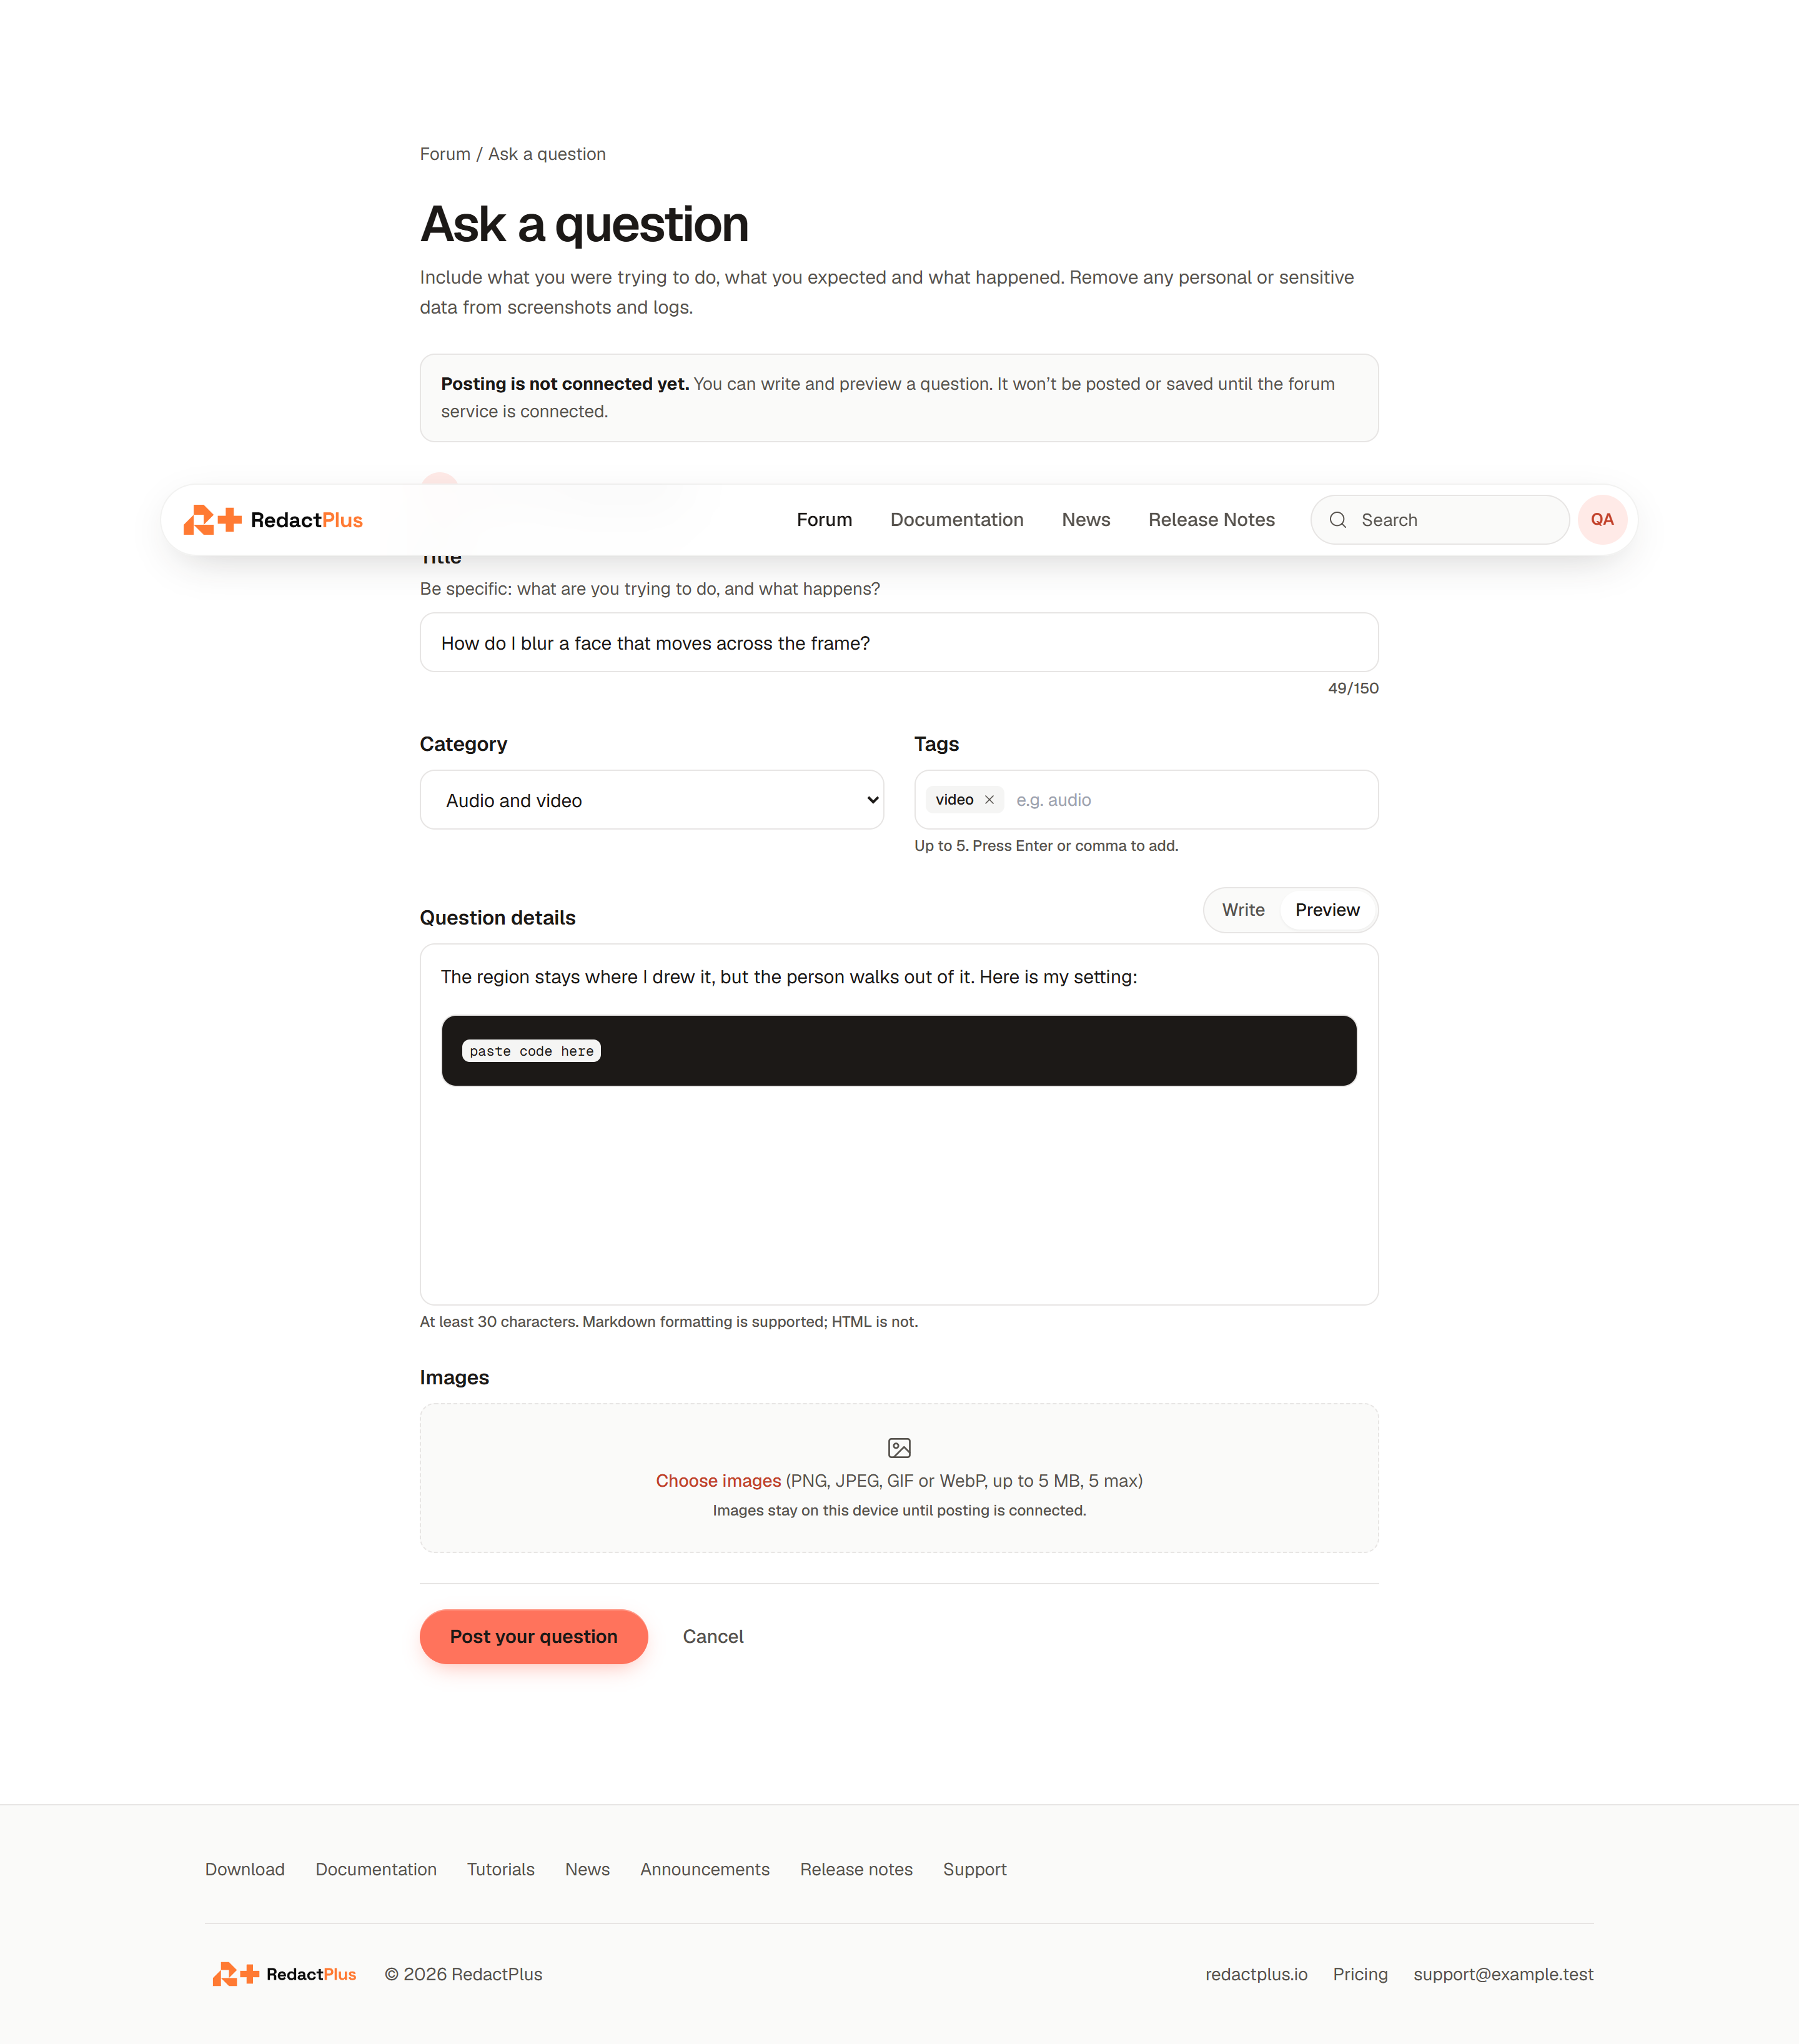 Forum / Ask a question
Ask a question
Include what you were trying to do, what you expected and what happened. Remove any personal or sensitive
data from screenshots and logs.
Posting is not connected yet. You can write and preview a question. It won't be posted or saved until the forum
service is connected.
RedactPlus
Forum
Documentation
News
Release Notes
Search
QA
Title
Be specific: what are you trying to do, and what happens?
How do I blur a face that moves across the frame?
49/150
Category
Tags
Audio and video
video
e.g. audio
Up to 5. Press Enter or comma to add.
Question details
Write
Preview
The region stays where I drew it, but the person walks out of it. Here is my setting:
paste code here
At least 30 characters. Markdown formatting is supported; HTML is not.
Images
Choose images (PNG, JPEG, GIF or WebP, up to 5 MB, 5 max)
Images stay on this device until posting is connected.
Post your question
Cancel
Download
Documentation
Tutorials
News
Announcements
Release notes
Support
RedactPlus
© 2026 RedactPlus
redactplus.io
Pricing
support@example.test